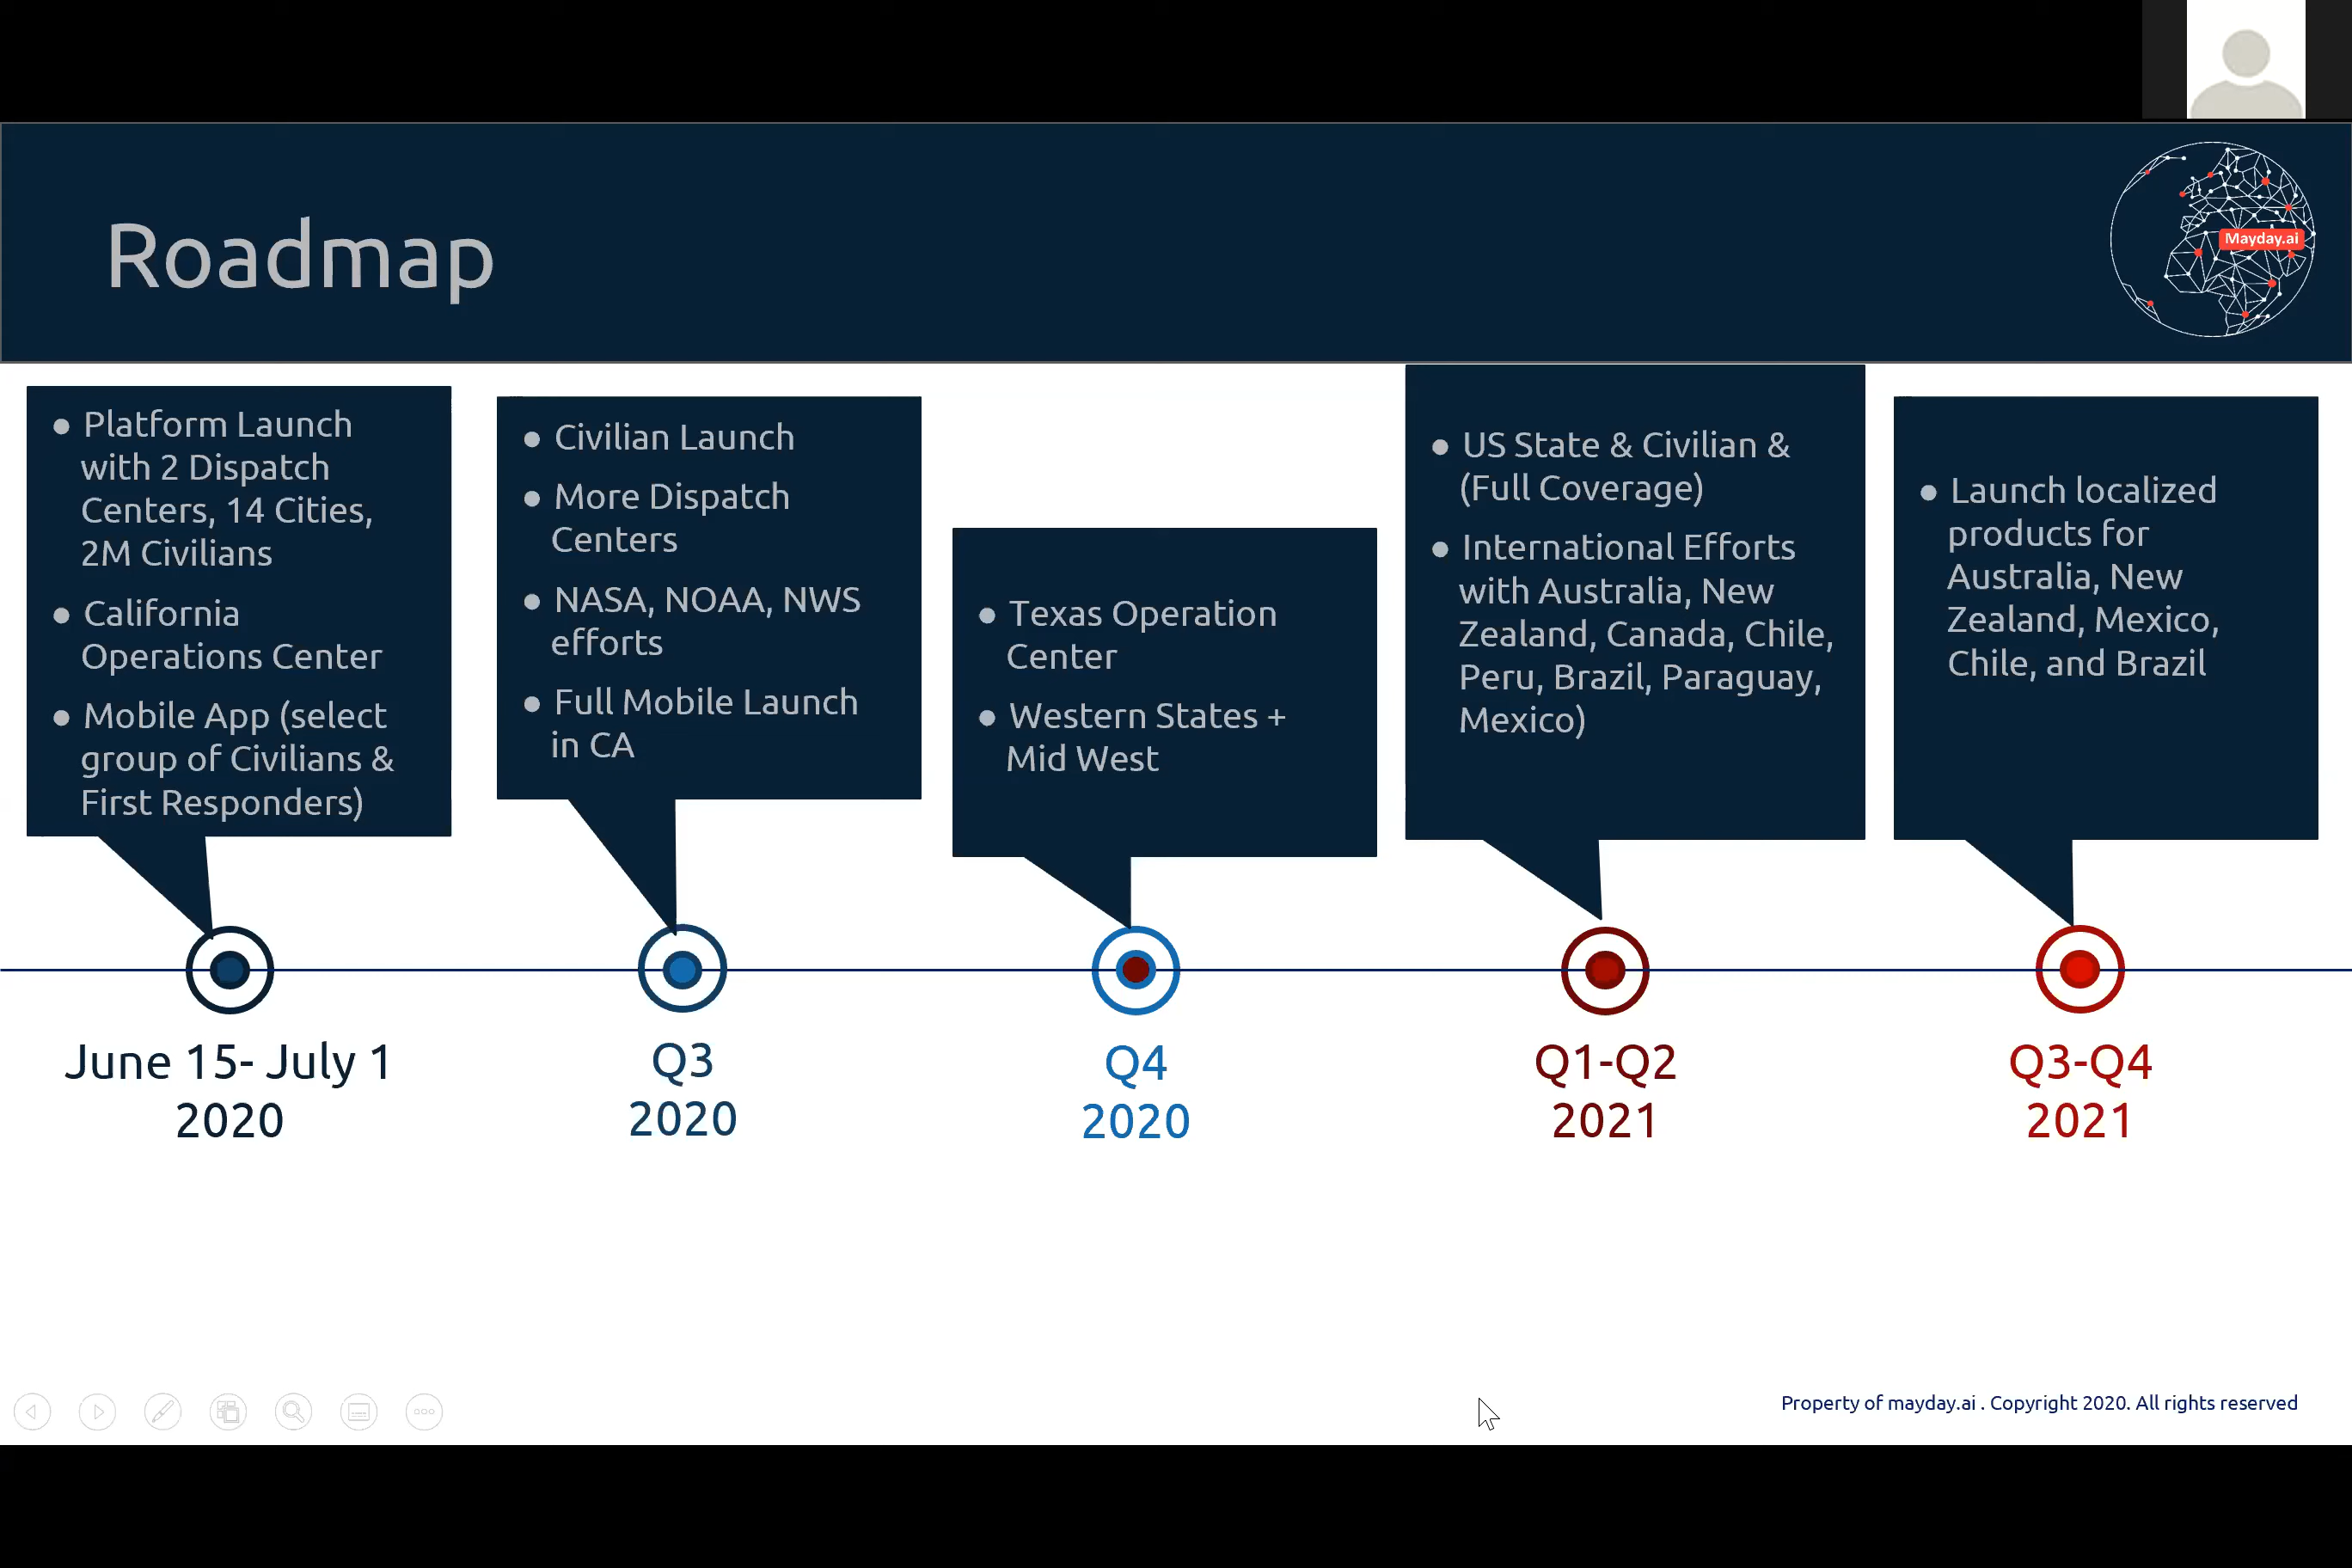 Roadmap
Mayday.ai
● Platform Launch
with 2 Dispatch
Centers, 14 Cities,
2M Civilians
● California
Operations Center
● Mobile App (select
group of Civilians &
First Responders)
● Civilian Launch
● More Dispatch
Centers
● NASA, NOAA, NWS
efforts
● Full Mobile Launch
in CA
● Texas Operation
Center
● Western States +
Mid West
● US State & Civilian &
(Full Coverage)
● International Efforts
with Australia, New
Zealand, Canada, Chile,
Peru, Brazil, Paraguay,
Mexico)
● Launch localized
products for
Australia, New
Zealand, Mexico,
Chile, and Brazil
June 15- July 1
2020
Q3
2020
Q4
2020
Q1-Q2
2021
Q3-Q4
2021
Property of mayday.ai . Copyright 2020. All rights reserved